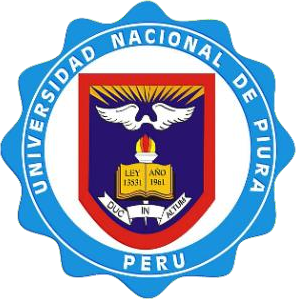 UNIVERSIDAD NACIONAL DE PIURA
LEY AÑO
13531 1961
DUC IN ALTUM
PERU